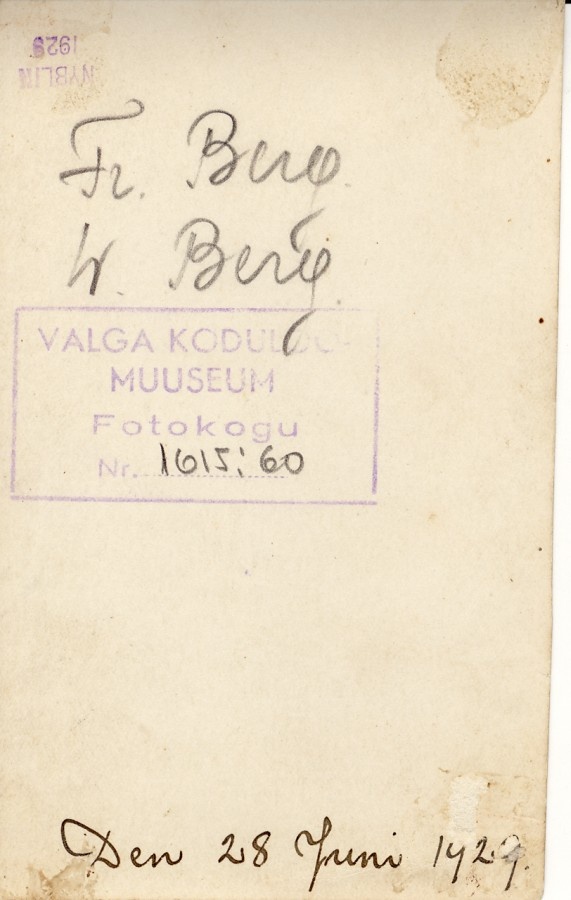 NYBLIN
1929
Fr. Berg.
W. Berg.
VALGA KODULOO-
MUUSEUM
Fotokogu
Nr. 1615:60
Den 28 Juni 1929.